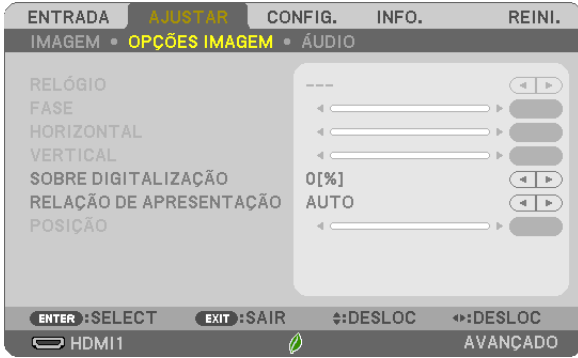 ENTRADA AJUSTAR CONFIG. INFO. REINI.
IMAGEM • OPÇÕES IMAGEM • ÁUDIO
RELÓGIO ---
FASE
HORIZONTAL
VERTICAL
SOBRE DIGITALIZAÇÃO 0[%]
RELAÇÃO DE APRESENTAÇÃO AUTO
POSIÇÃO
ENTER :SELECT EXIT :SAIR :DESLOC :DESLOC
HDMI1 AVANÇADO